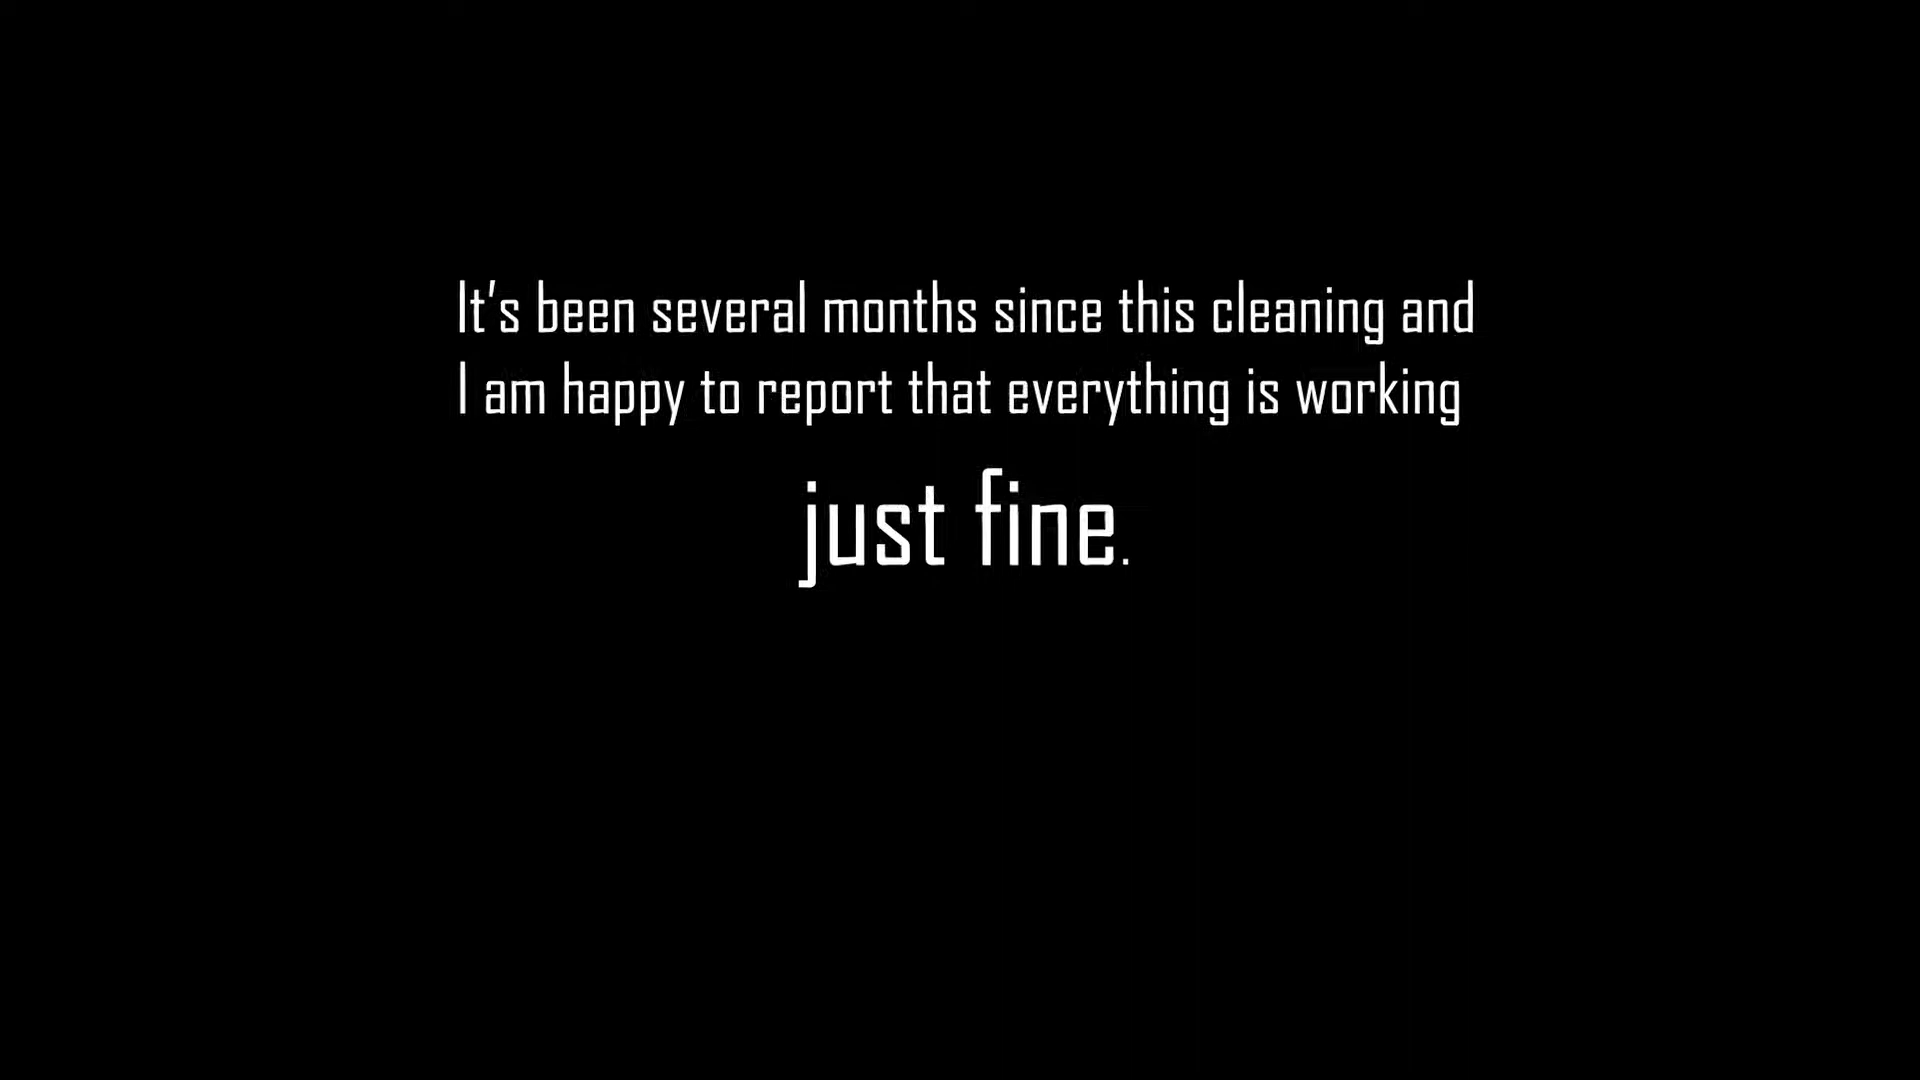 It’s been several months since this cleaning and
I am happy to report that everything is working
just fine.